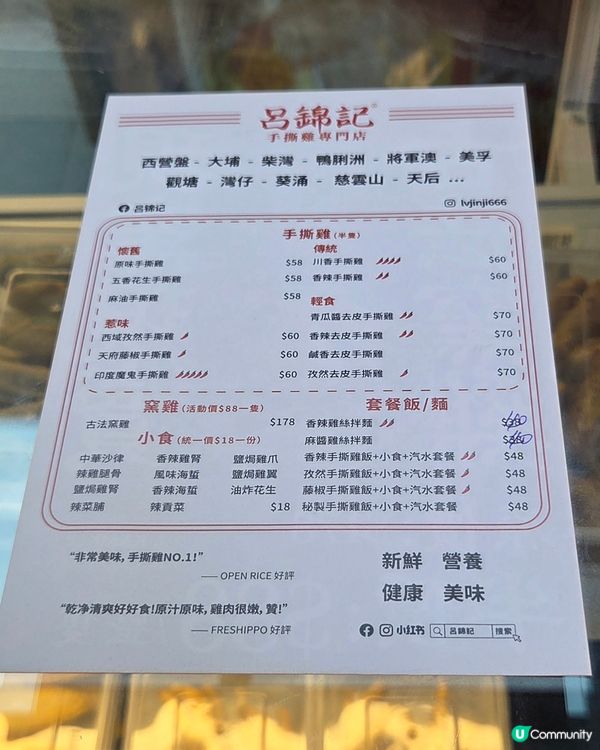 呂錦記®
手撕雞專門店
西營盤 - 大埔 - 柴灣 - 鴨脷洲 - 將軍澳 - 美孚
觀塘 - 灣仔 - 葵涌 - 慈雲山 - 天后 ...
呂锦记 lvjinji666
手撕雞(半隻)
懷舊
原味手撕雞 $58
五香花生手撕雞 $58
麻油手撕雞 $58
惹味
西域孜然手撕雞 $60
天府藤椒手撕雞 $60
印度魔鬼手撕雞 $60
傳統
川香手撕雞 $60
香辣手撕雞 $60
輕食
青瓜醬去皮手撕雞 $70
香辣去皮手撕雞 $70
鹹香去皮手撕雞 $70
孜然去皮手撕雞 $70
窯雞(活動價$88一隻)
古法窯雞 $178
小食(統一價$18一份)
中華沙律 香辣雞腎 鹽焗雞爪
辣雞腿骨 風味海蜇 鹽焗雞翼
鹽焗雞腎 香辣海蜇 油炸花生
辣菜脯 辣貢菜 $18
套餐飯/麵
香辣雞絲拌麵
麻醬雞絲拌麵
香辣手撕雞飯+小食+汽水套餐 $48
孜然手撕雞飯+小食+汽水套餐 $48
藤椒手撕雞飯+小食+汽水套餐 $48
秘製手撕雞飯+小食+汽水套餐 $48
“非常美味, 手撕雞NO.1!”
—— OPEN RICE 好評
“乾净清爽好好食!原汁原味, 雞肉很嫩, 贊!”
—— FRESHIPPO 好評
新鮮 營養
健康 美味
小红书 呂錦記 搜索
U Community